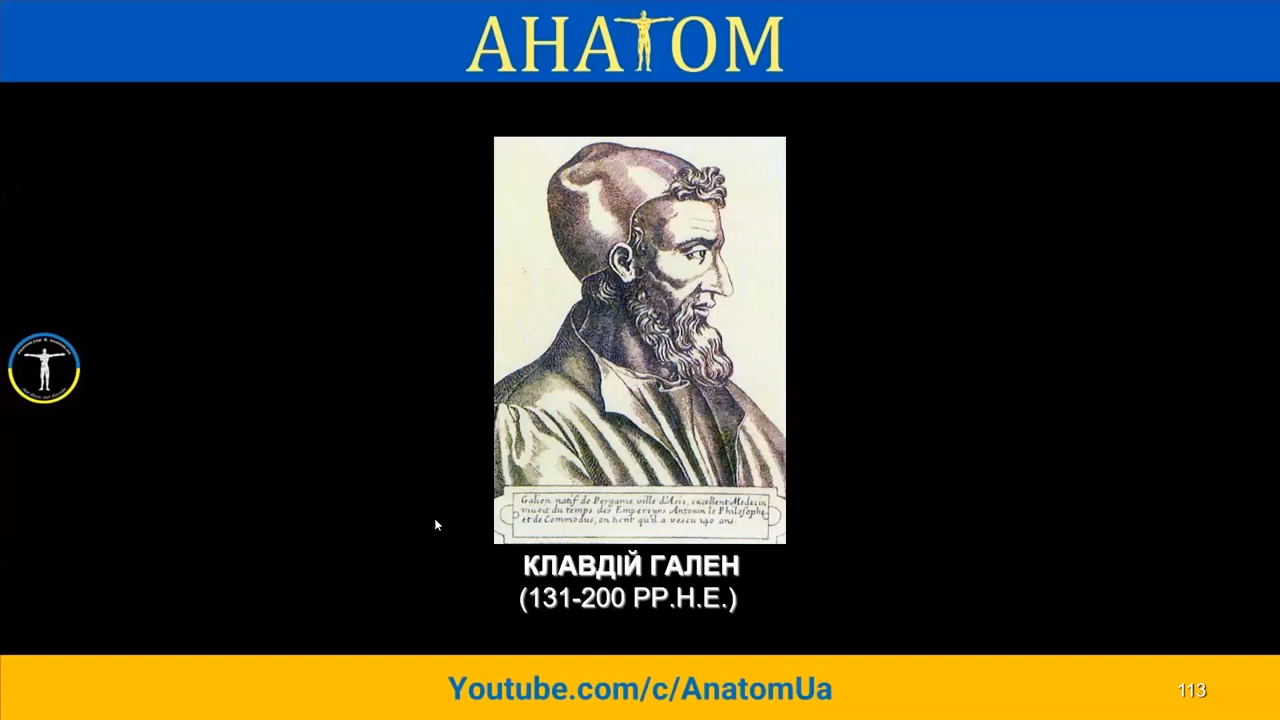 АНАТОМ
Galien natif de Pergame ville d'Asie, excellent Medecin
vivoit du temps des Empereurs Antonin le Philosophe
et de Commodus, on tient qu'il a vescu 140 ans.
КЛАВДІЙ ГАЛЕН
(131-200 РР.Н.Е.)
Youtube.com/c/AnatomUa
113